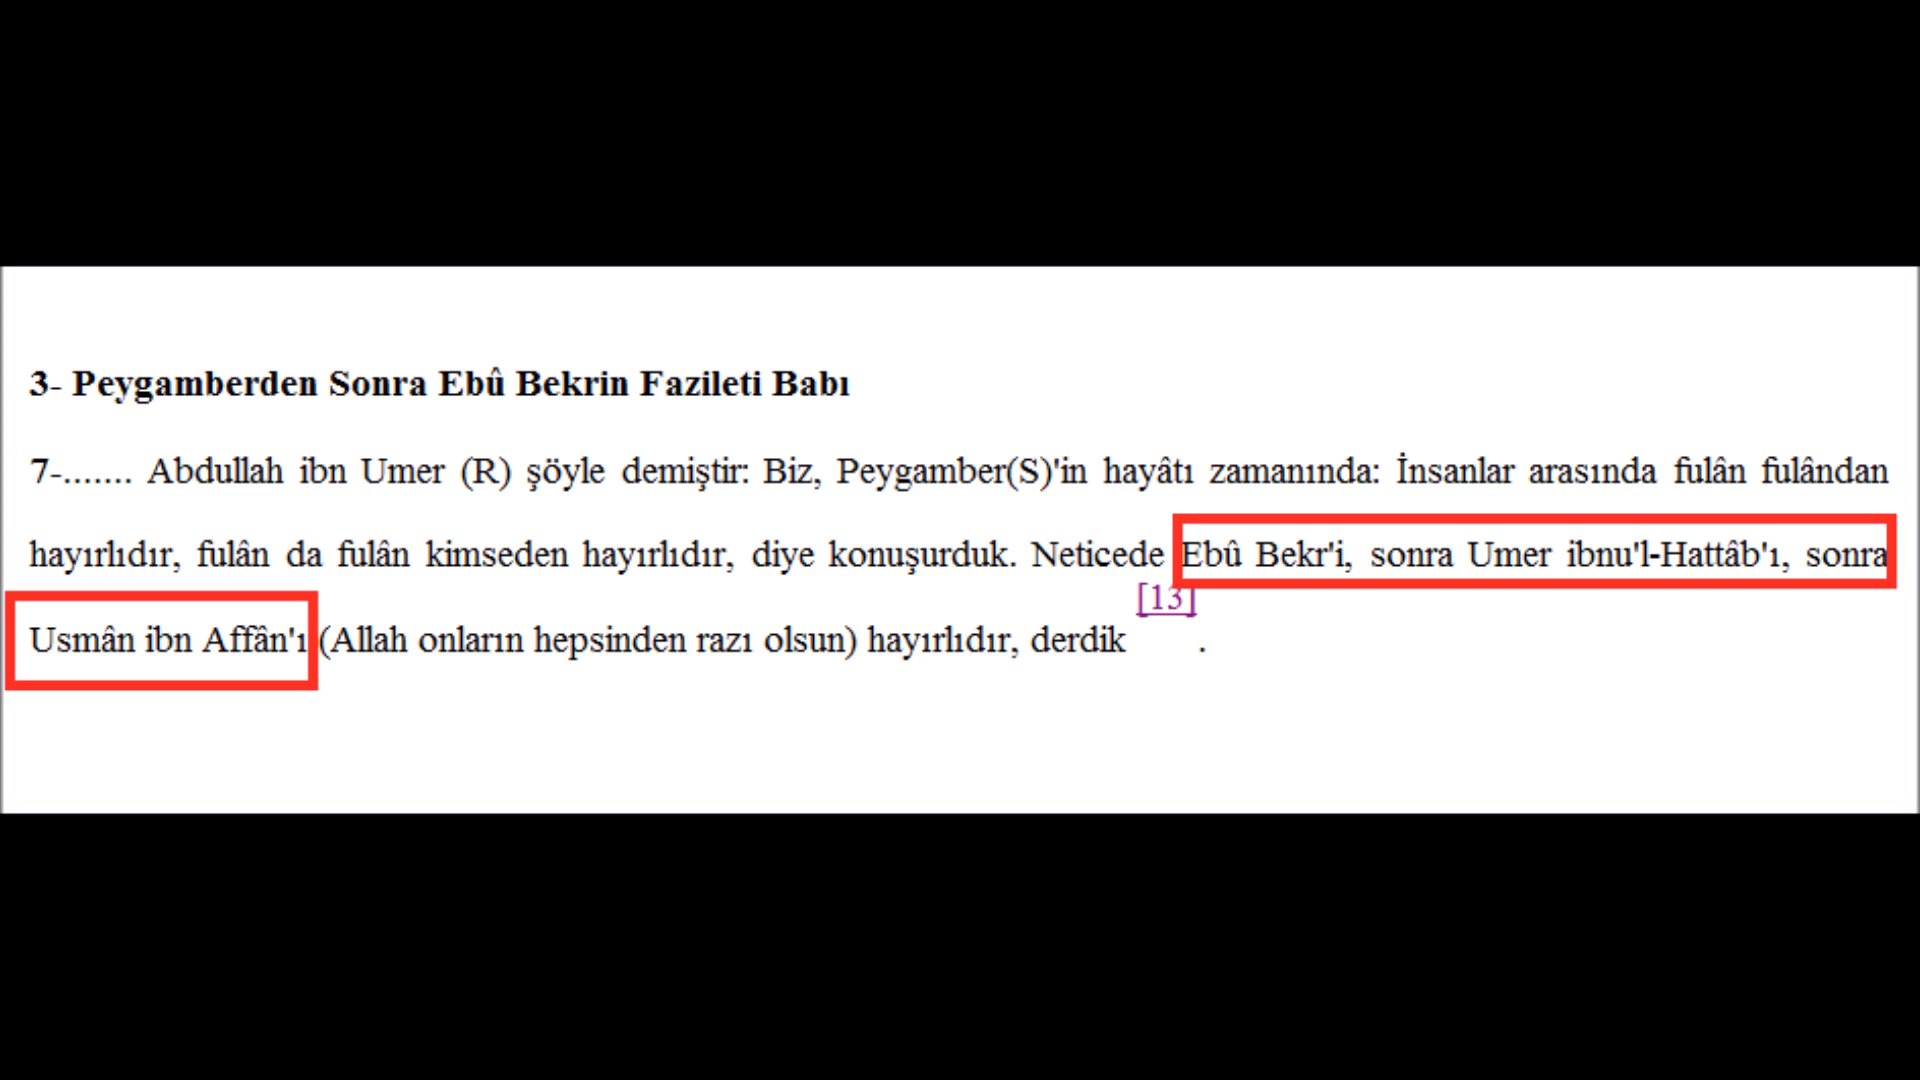 3- Peygamberden Sonra Ebû Bekrin Fazileti Babı
7-....... Abdullah ibn Umer (R) şöyle demiştir: Biz, Peygamber(S)'in hayâtı zamanında: İnsanlar arasında fulân fulândan
hayırlıdır, fulân da fulân kimseden hayırlıdır, diye konuşurduk. Neticede Ebû Bekr'i, sonra Umer ibnu'l-Hattâb'ı, sonra
Usmân ibn Affân'ı (Allah onların hepsinden razı olsun) hayırlıdır, derdik [13].